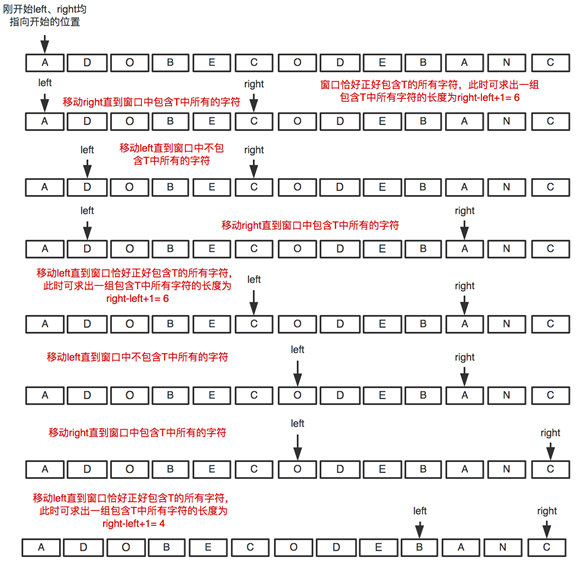 刚开始left、right均
指向开始的位置
A D O B E C O D E B A N C
left
right
移动right直到窗口中包含T中所有的字符
窗口恰好正好包含T的所有字符，此时可求出一组
包含T中所有字符的长度为right-left+1= 6
A D O B E C O D E B A N C
left
移动left直到窗口中不包
含T中所有的字符
right
A D O B E C O D E B A N C
left
移动right直到窗口中包含T中所有的字符
right
A D O B E C O D E B A N C
移动left直到窗口恰好正好包含T的所有字符，
此时可求出一组包含T中所有字符的长度为
right-left+1= 6
left
right
A D O B E C O D E B A N C
移动left直到窗口中不包含T中所有的字符
left
right
A D O B E C O D E B A N C
移动right直到窗口中包含T中所有的字符
left
right
A D O B E C O D E B A N C
移动left直到窗口恰好正好包含T的所有字符，
此时可求出一组包含T中所有字符的长度为
right-left+1= 4
left
right
A D O B E C O D E B A N C